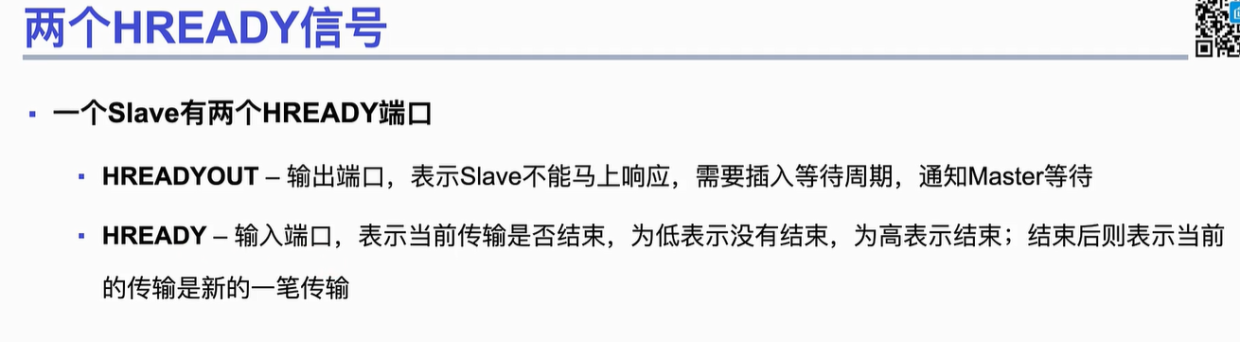 两个HREADY信号
一个Slave有两个HREADY端口
HREADYOUT – 输出端口，表示Slave不能马上响应，需要插入等待周期，通知Master等待
HREADY – 输入端口，表示当前传输是否结束，为低表示没有结束，为高表示结束；结束后则表示当前
的传输是新的一笔传输